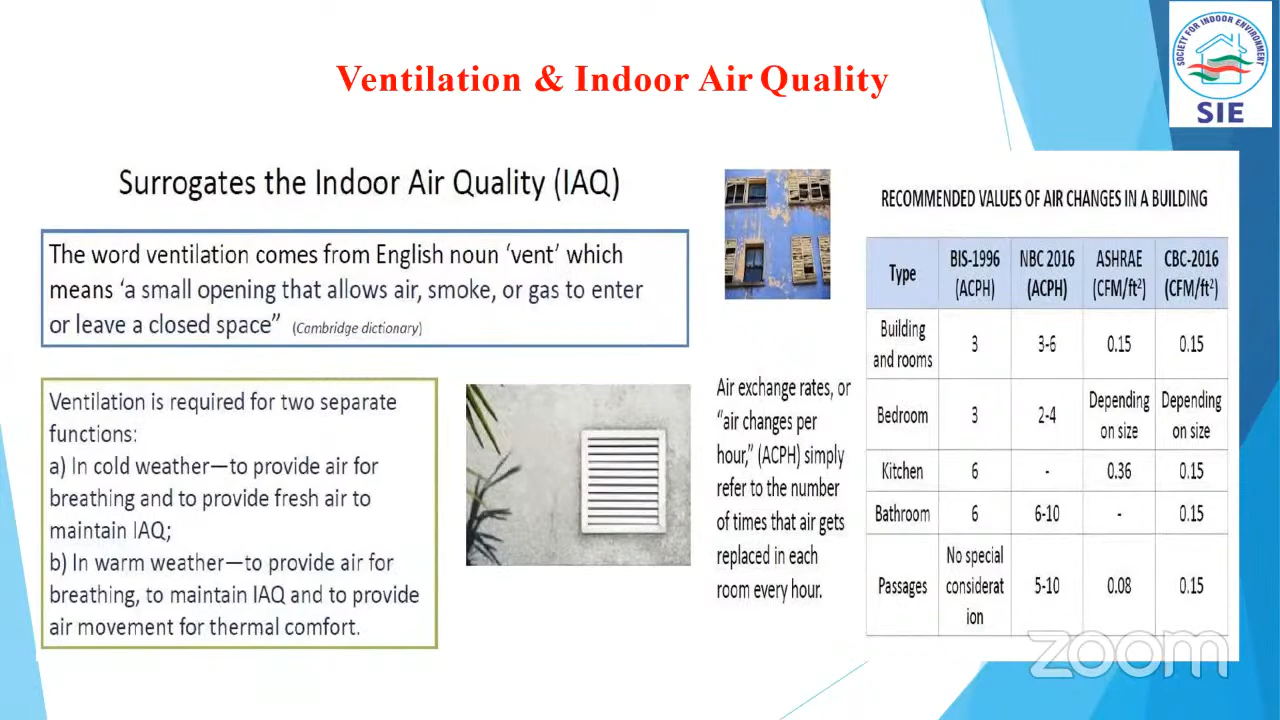 Ventilation & Indoor Air Quality
SOCIETY FOR INDOOR ENVIRONMENT
SIE
Surrogates the Indoor Air Quality (IAQ)
The word ventilation comes from English noun ‘vent’ which
means ‘a small opening that allows air, smoke, or gas to enter
or leave a closed space” (Cambridge dictionary)
Ventilation is required for two separate
functions:
a) In cold weather—to provide air for
breathing and to provide fresh air to
maintain IAQ;
b) In warm weather—to provide air for
breathing, to maintain IAQ and to provide
air movement for thermal comfort.
Air exchange rates, or
“air changes per
hour,” (ACPH) simply
refer to the number
of times that air gets
replaced in each
room every hour.
RECOMMENDED VALUES OF AIR CHANGES IN A BUILDING
Type BIS-1996 (ACPH) NBC 2016 (ACPH) ASHRAE (CFM/ft²) CBC-2016 (CFM/ft²)
Building and rooms 3 3-6 0.15 0.15
Bedroom 3 2-4 Depending on size Depending on size
Kitchen 6 - 0.36 0.15
Bathroom 6 6-10 - 0.15
Passages No special considerat ion 5-10 0.08 0.15
zoom